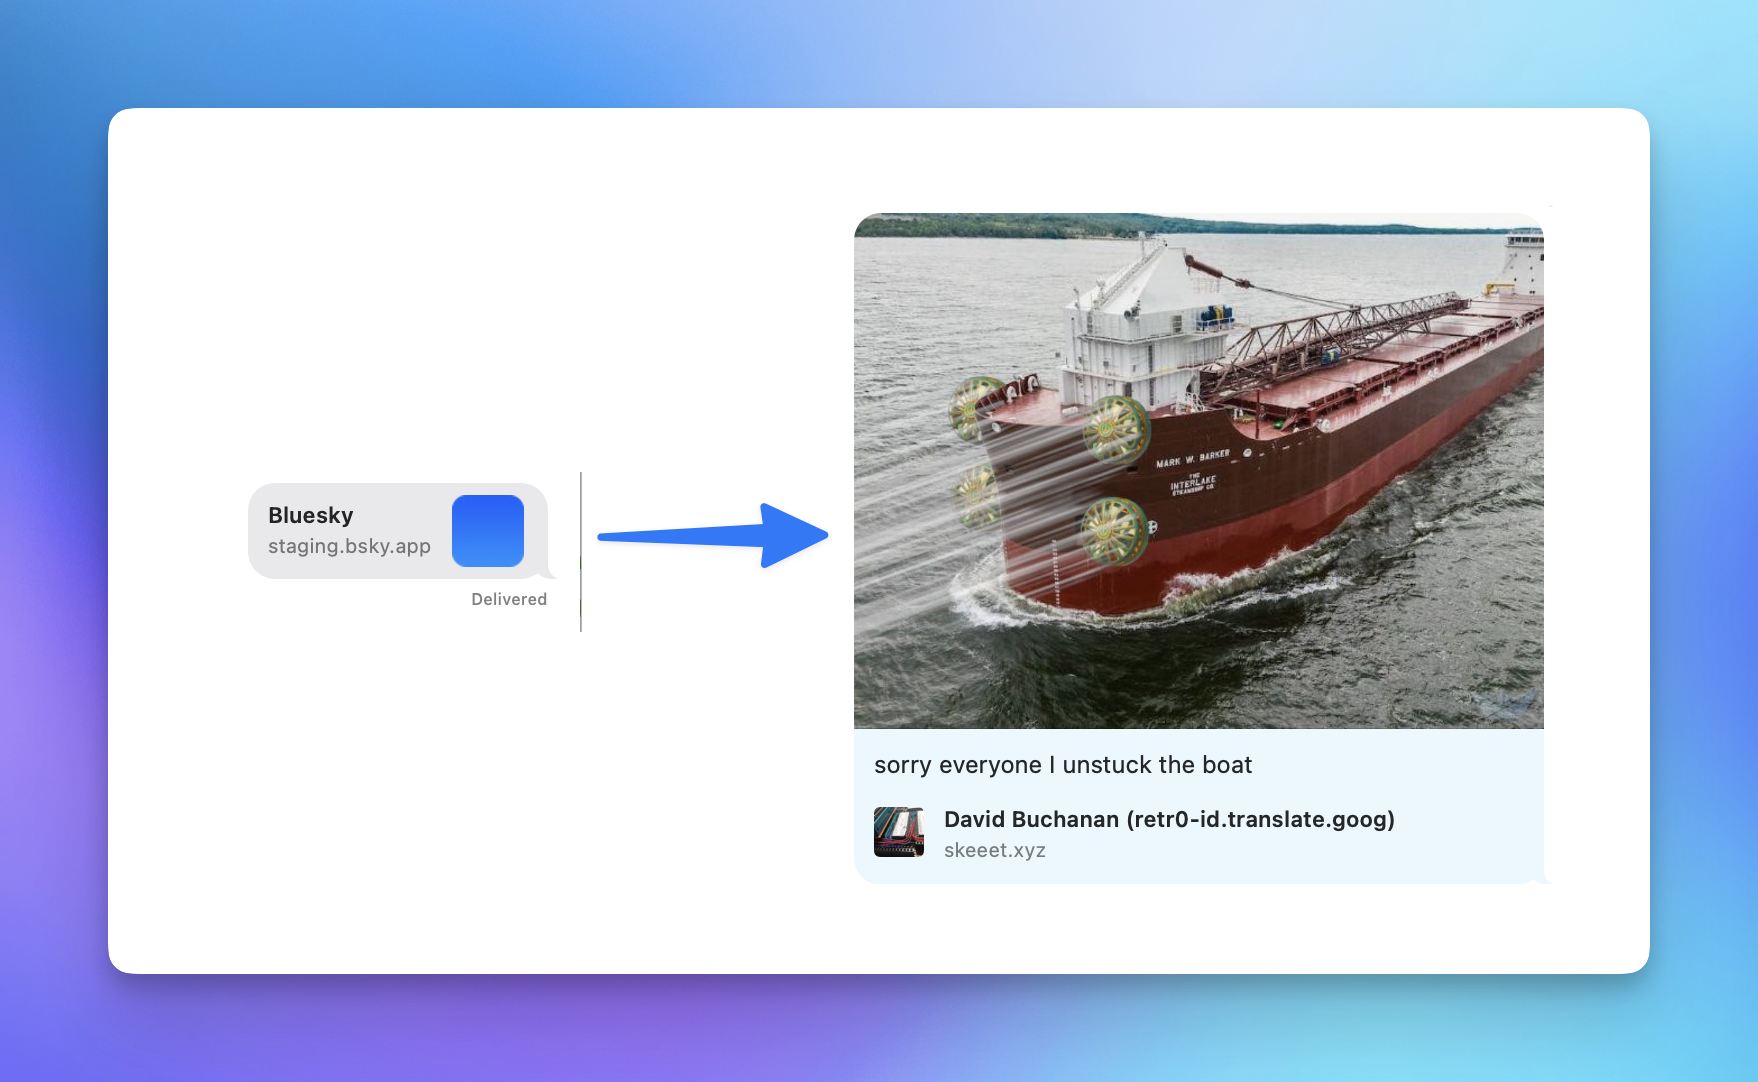 Bluesky
staging.bsky.app
Delivered
MARK W. BARKER
THE
INTERLAKE
STEAMSHIP CO.
sorry everyone I unstuck the boat
David Buchanan (retr0-id.translate.goog)
skeeet.xyz